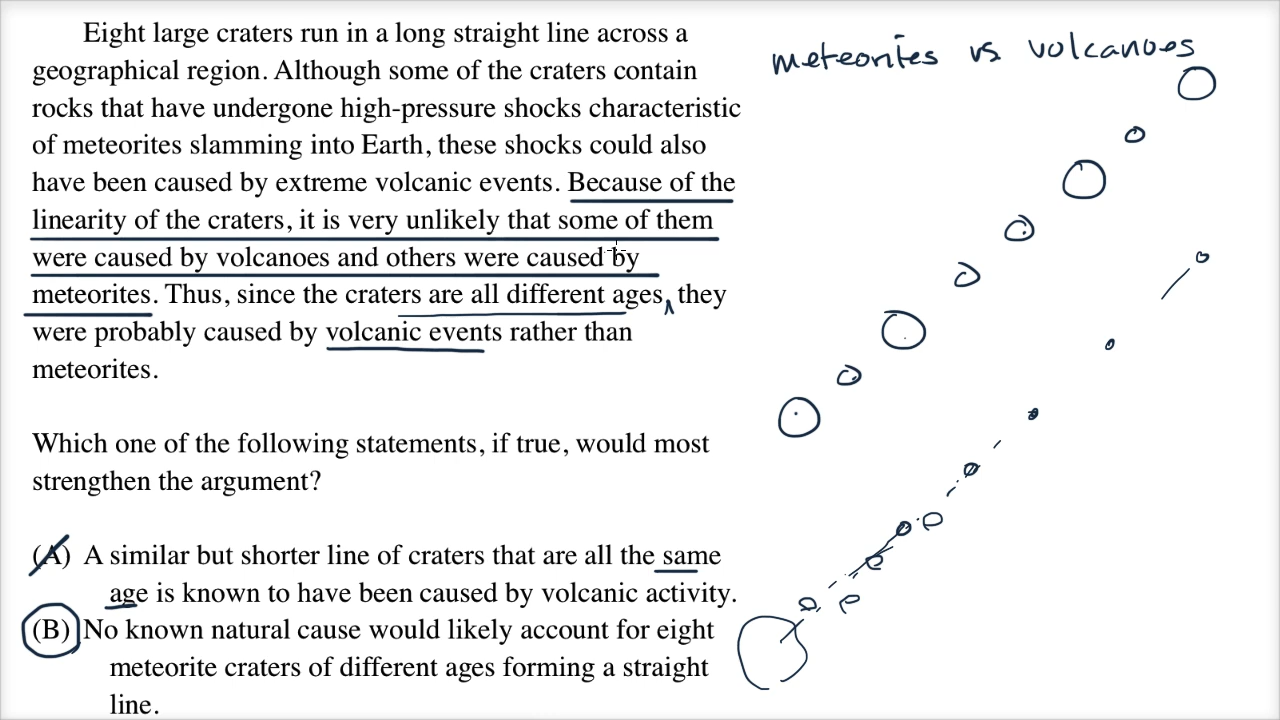 Eight large craters run in a long straight line across a
geographical region. Although some of the craters contain
rocks that have undergone high-pressure shocks characteristic
of meteorites slamming into Earth, these shocks could also
have been caused by extreme volcanic events. Because of the
linearity of the craters, it is very unlikely that some of them
were caused by volcanoes and others were caused by
meteorites. Thus, since the craters are all different ages, they
were probably caused by volcanic events rather than
meteorites.
Which one of the following statements, if true, would most
strengthen the argument?
(A) A similar but shorter line of craters that are all the same
age is known to have been caused by volcanic activity.
(B) No known natural cause would likely account for eight
meteorite craters of different ages forming a straight
line.
meteorites vs volcanoes